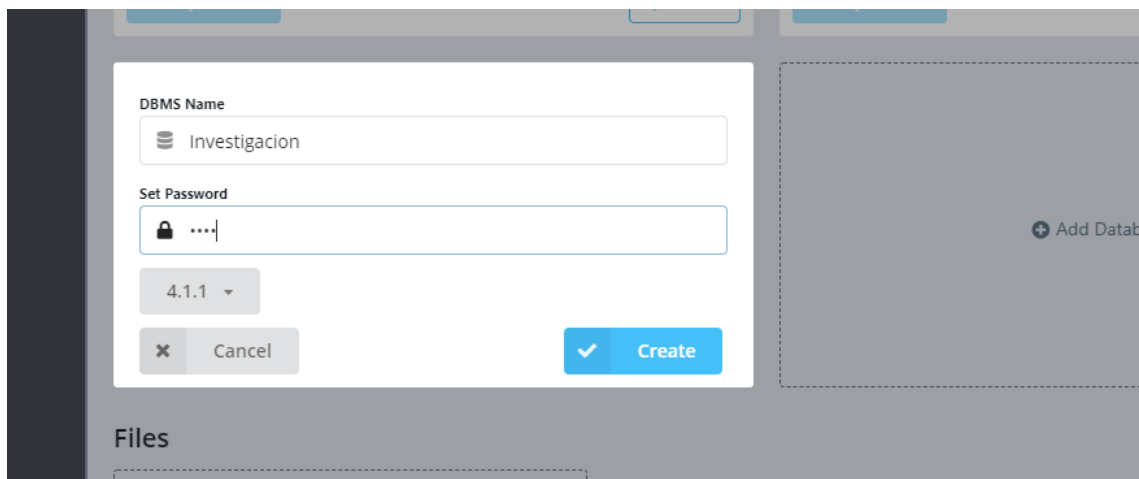 DBMS Name
Investigacion
Set Password
••••
4.1.1
Cancel
Create
Add Datab
Files